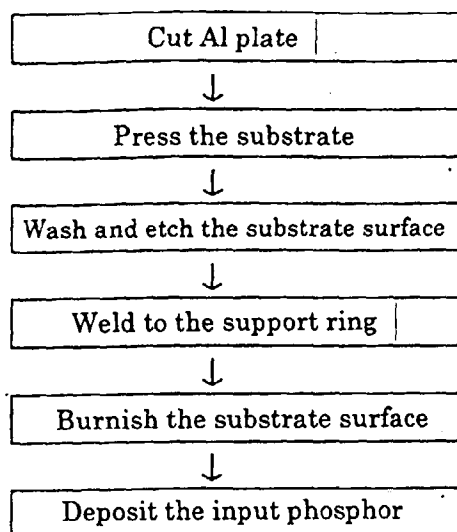 Cut Al plate
Press the substrate
Wash and etch the substrate surface
Weld to the support ring
Burnish the substrate surface
Deposit the input phosphor